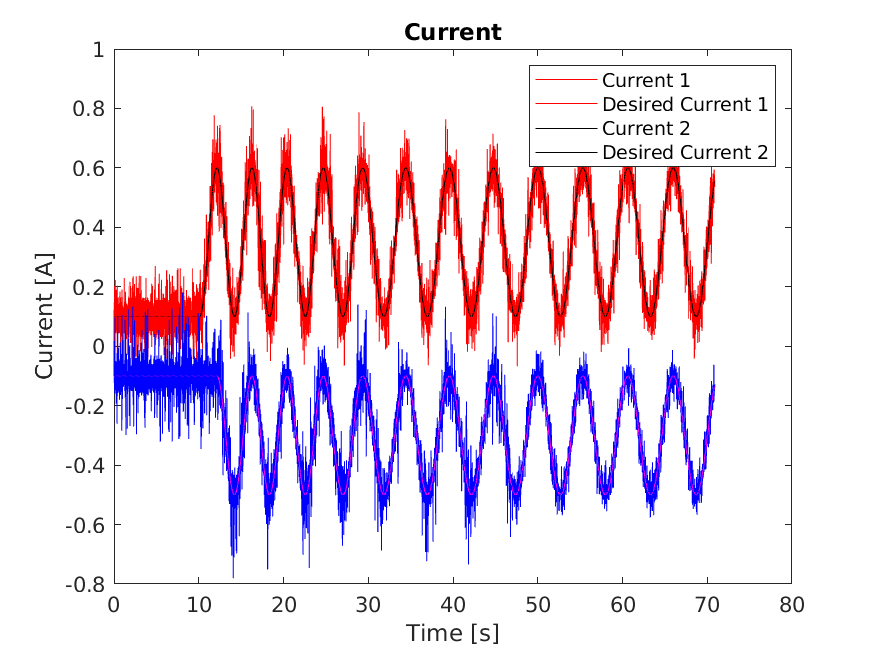 Current
Current 1
Desired Current 1
Current 2
Desired Current 2
1
0.8
0.6
0.4
0.2
0
-0.2
-0.4
-0.6
-0.8
Current [A]
0 10 20 30 40 50 60 70 80
Time [s]